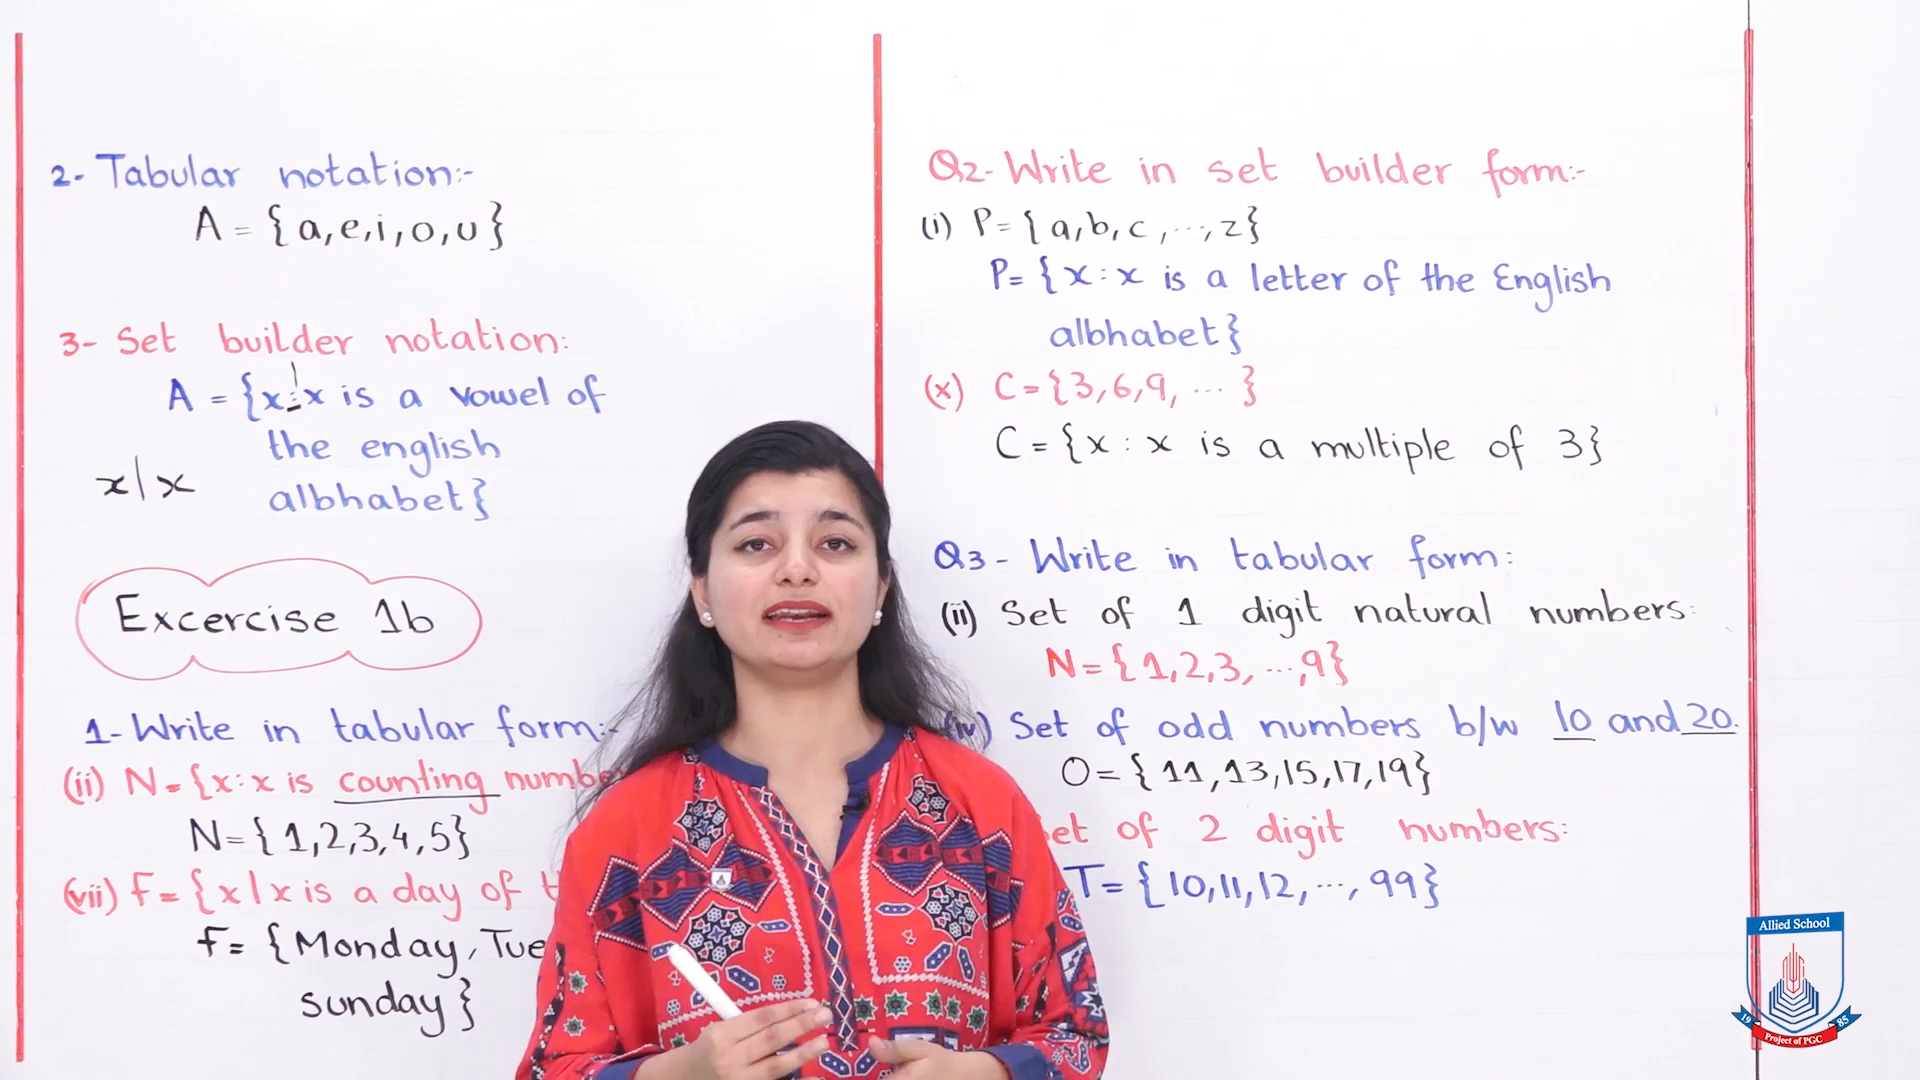 2- Tabular notation:-
A = {a,e,i,o,u}
3- Set builder notation:
A = {x:x is a vowel of
the english
albhabet}
x|x
Excercise 1b
1- Write in tabular form:-
(ii) N={x:x is counting
N={1,2,3,4,5}
(vii) F={x|x is a day of
F= {Monday,
sunday}
Q2- Write in set builder form:-
(i) P={a,b,c,...,z}
P={x:x is a letter of the English
albhabet}
(x) C={3,6,9, ... }
C={x:x is a multiple of 3}
Q3- Write in tabular form:
(ii) Set of 1 digit natural numbers:
N={1,2,3,...,9}
(iv) Set of odd numbers b/w 10 and 20.
O={11,13,15,17,19}
of 2 digit numbers:
T={10,11,12,...,99}
Allied School
19 85
Project of PGC